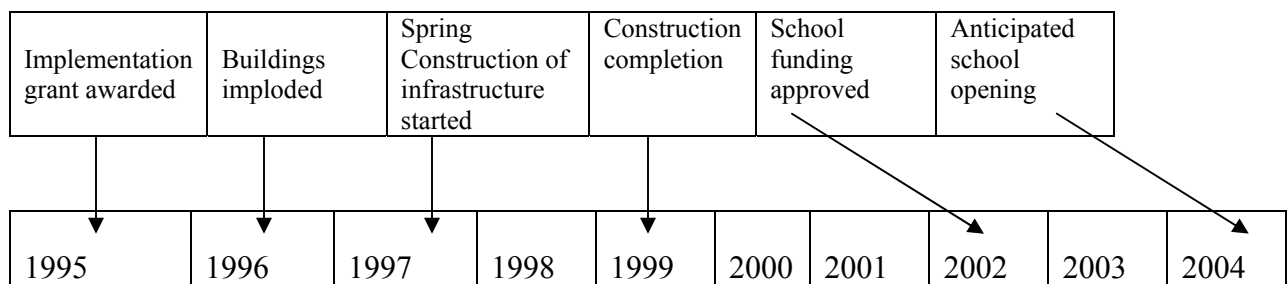 Implementation
grant awarded
Buildings
imploded
Spring
Construction of
infrastructure
started
Construction
completion
School
funding
approved
Anticipated
school
opening
1995
1996
1997
1998
1999
2000
2001
2002
2003
2004